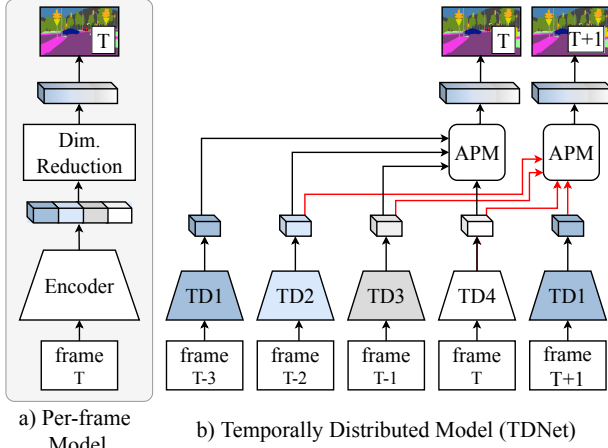 T
Dim.
Reduction
Encoder
frame
T
a) Per-frame
Model
T
T+1
APM
APM
TD1
TD2
TD3
TD4
TD1
frame
T-3
frame
T-2
frame
T-1
frame
T
frame
T+1
b) Temporally Distributed Model (TDNet)